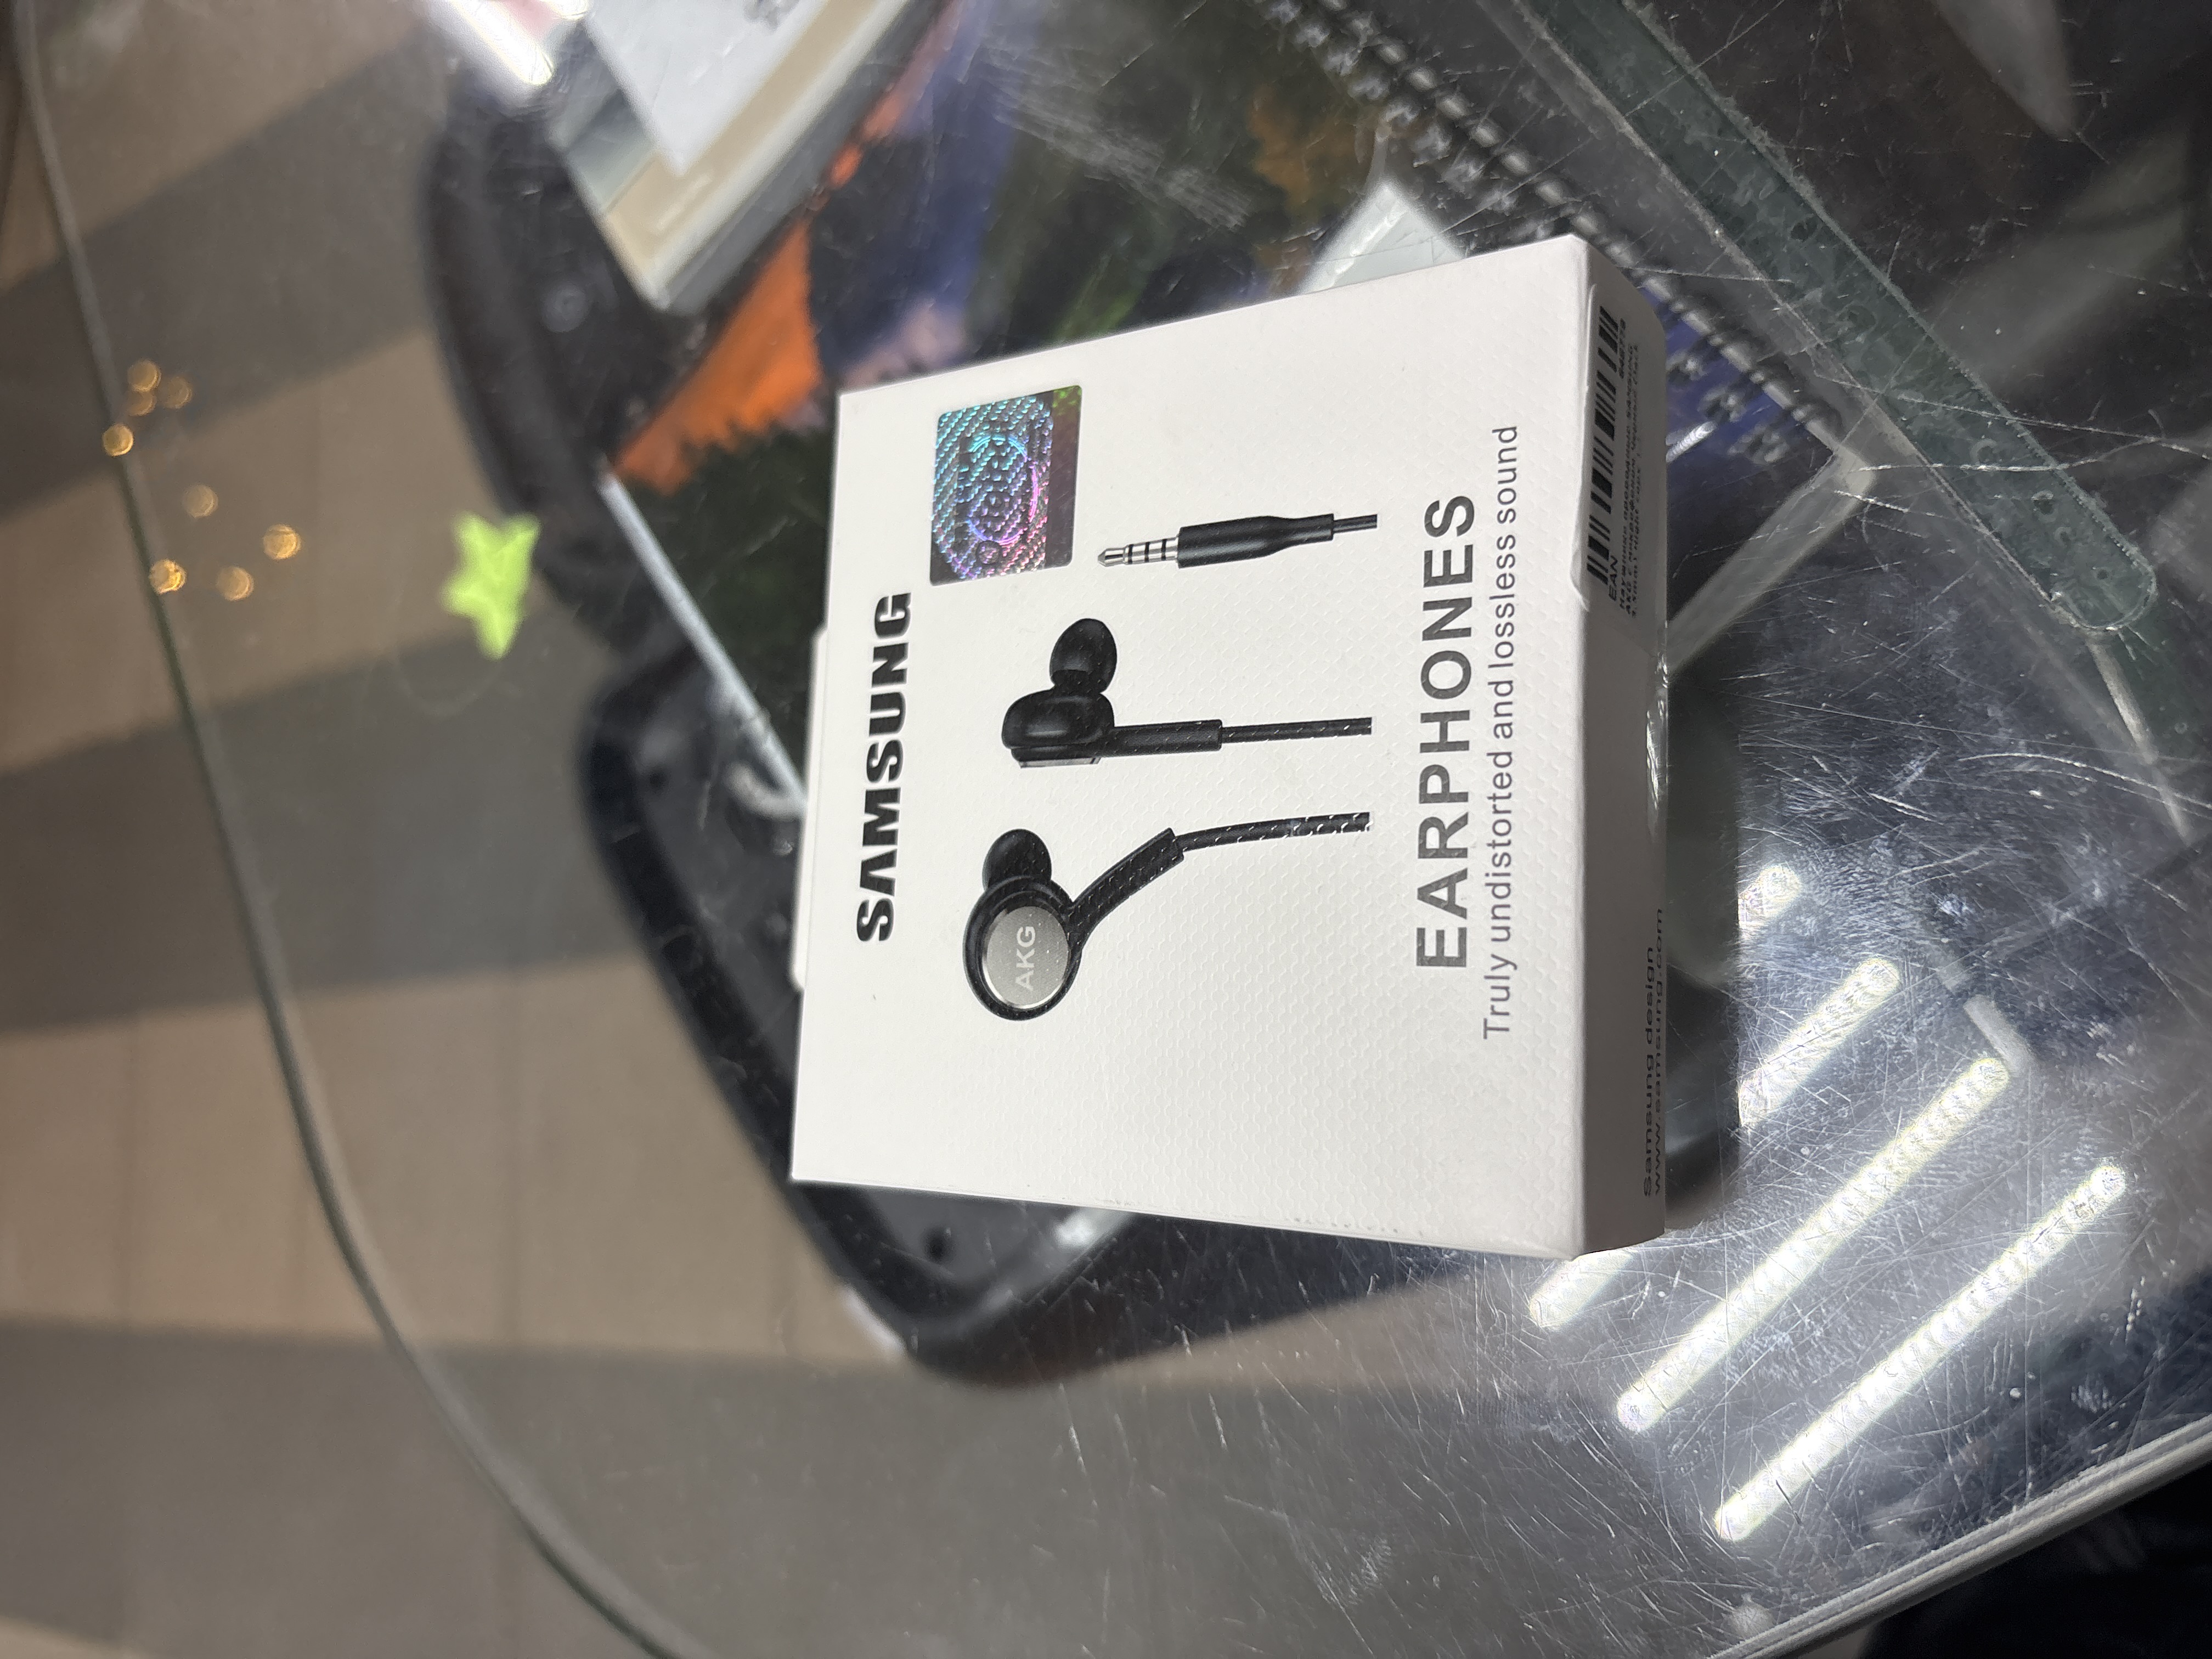 SAMSUNG
AKG
EARPHONES
Truly undistorted and lossless sound
EAN
Samsung design
www.samsung.com